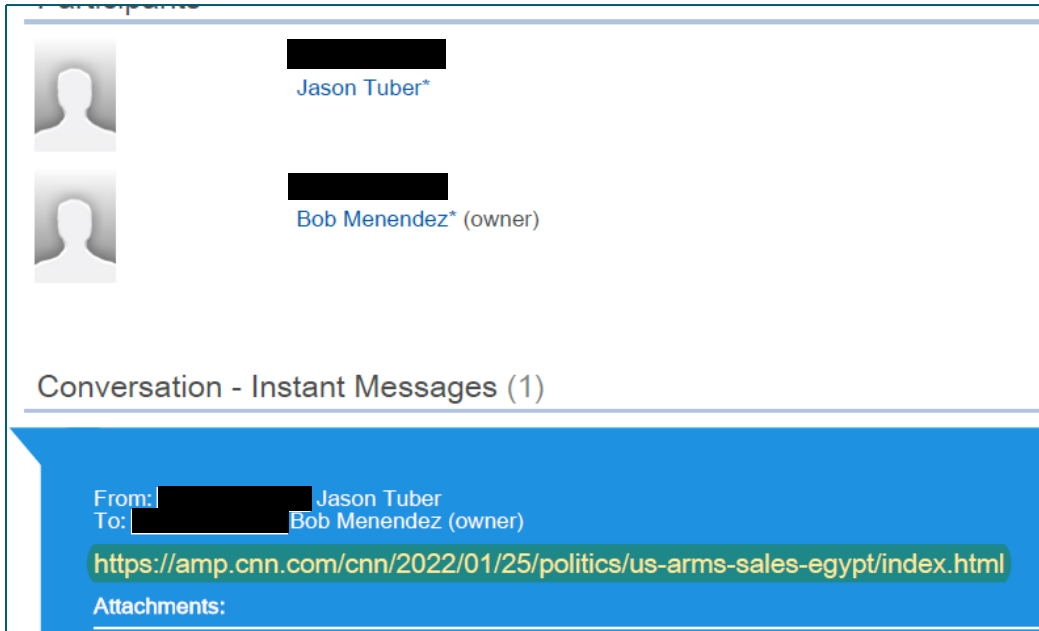 Participants
Jason Tuber*
Bob Menendez* (owner)
Conversation - Instant Messages (1)
From: Jason Tuber
To: Bob Menendez (owner)
https://amp.cnn.com/cnn/2022/01/25/politics/us-arms-sales-egypt/index.html
Attachments: